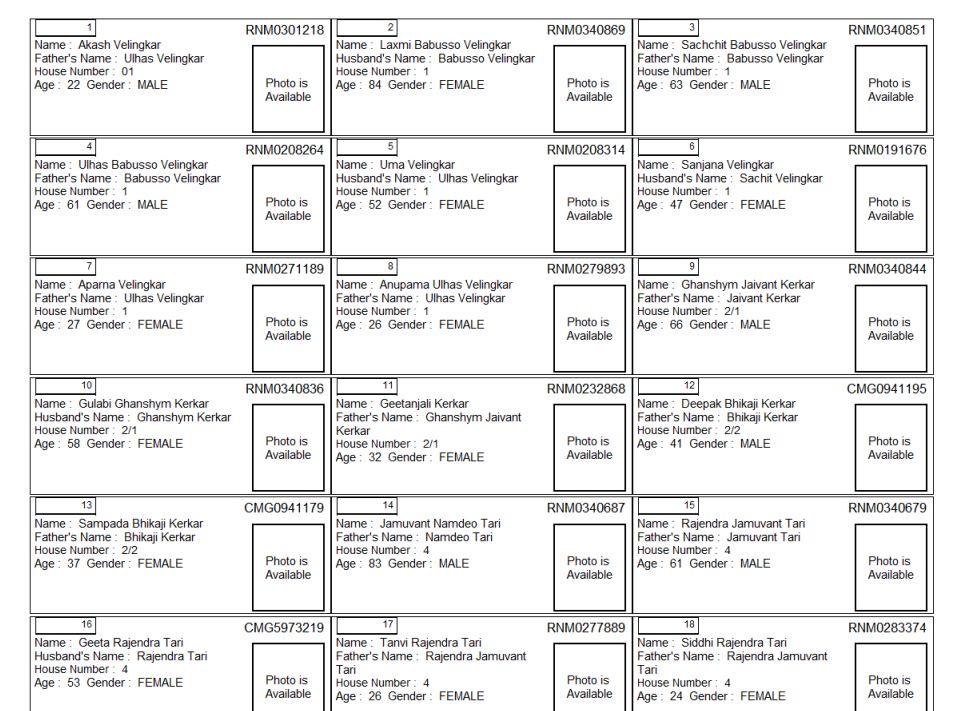 1 RNM0301218
Name : Akash Velingkar
Father's Name : Ulhas Velingkar
House Number : 01
Age : 22 Gender : MALE
Photo is
Available
2 RNM0340869
Name : Laxmi Babusso Velingkar
Husband's Name : Babusso Velingkar
House Number : 1
Age : 84 Gender : FEMALE
Photo is
Available
3 RNM0340851
Name : Sachchit Babusso Velingkar
Father's Name : Babusso Velingkar
House Number : 1
Age : 63 Gender : MALE
Photo is
Available
4 RNM0208264
Name : Ulhas Babusso Velingkar
Father's Name : Babusso Velingkar
House Number : 1
Age : 61 Gender : MALE
Photo is
Available
5 RNM0208314
Name : Uma Velingkar
Husband's Name : Ulhas Velingkar
House Number : 1
Age : 52 Gender : FEMALE
Photo is
Available
6 RNM0191676
Name : Sanjana Velingkar
Husband's Name : Sachit Velingkar
House Number : 1
Age : 47 Gender : FEMALE
Photo is
Available
7 RNM0271189
Name : Aparna Velingkar
Father's Name : Ulhas Velingkar
House Number : 1
Age : 27 Gender : FEMALE
Photo is
Available
8 RNM0279893
Name : Anupama Ulhas Velingkar
Father's Name : Ulhas Velingkar
House Number : 1
Age : 26 Gender : FEMALE
Photo is
Available
9 RNM0340844
Name : Ghanshym Jaivant Kerkar
Father's Name : Jaivant Kerkar
House Number : 2/1
Age : 66 Gender : MALE
Photo is
Available
10 RNM0340836
Name : Gulabi Ghanshym Kerkar
Husband's Name : Ghanshym Kerkar
House Number : 2/1
Age : 58 Gender : FEMALE
Photo is
Available
11 RNM0232868
Name : Geetanjali Kerkar
Father's Name : Ghanshym Jaivant
Kerkar
House Number : 2/1
Age : 32 Gender : FEMALE
Photo is
Available
12 CMG0941195
Name : Deepak Bhikaji Kerkar
Father's Name : Bhikaji Kerkar
House Number : 2/2
Age : 41 Gender : MALE
Photo is
Available
13 CMG0941179
Name : Sampada Bhikaji Kerkar
Father's Name : Bhikaji Kerkar
House Number : 2/2
Age : 37 Gender : FEMALE
Photo is
Available
14 RNM0340687
Name : Jamuvant Namdeo Tari
Father's Name : Namdeo Tari
House Number : 4
Age : 83 Gender : MALE
Photo is
Available
15 RNM0340679
Name : Rajendra Jamuvant Tari
Father's Name : Jamuvant Tari
House Number : 4
Age : 61 Gender : MALE
Photo is
Available
16 CMG5973219
Name : Geeta Rajendra Tari
Husband's Name : Rajendra Tari
House Number : 4
Age : 53 Gender : FEMALE
Photo is
Available
17 RNM0277889
Name : Tanvi Rajendra Tari
Father's Name : Rajendra Jamuvant
Tari
House Number : 4
Age : 26 Gender : FEMALE
Photo is
Available
18 RNM0283374
Name : Siddhi Rajendra Tari
Father's Name : Rajendra Jamuvant
Tari
House Number : 4
Age : 24 Gender : FEMALE
Photo is
Available